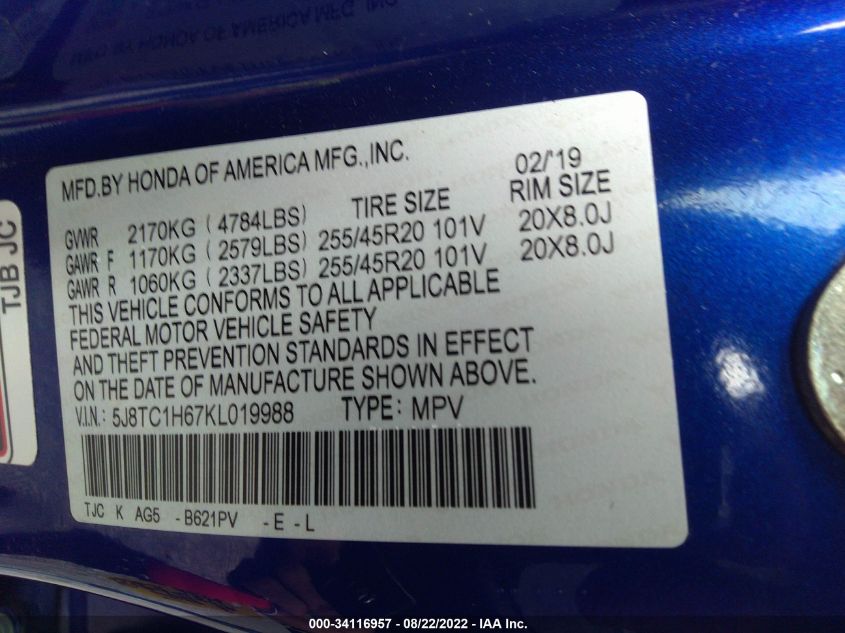 MFD.BY HONDA OF AMERICA MFG.,INC. 02/'19
TIRE SIZE RIM SIZE
GVWR 2170KG ( 4784LBS)
GAWR F 1170KG ( 2579LBS) 255/45R20 101V 20X8.0J
GAWR R 1060KG ( 2337LBS) 255/45R20 101V 20X8.0J
THIS VEHICLE CONFORMS TO ALL APPLICABLE
FEDERAL MOTOR VEHICLE SAFETY
AND THEFT PREVENTION STANDARDS IN EFFECT
ON THE DATE OF MANUFACTURE SHOWN ABOVE.
V.I.N.: 5J8TC1H67KL019988 TYPE: MPV
TJC K AG5 -B621PV -E-L
TJB JC
000-34116957 - 08/22/2022 - IAA Inc.